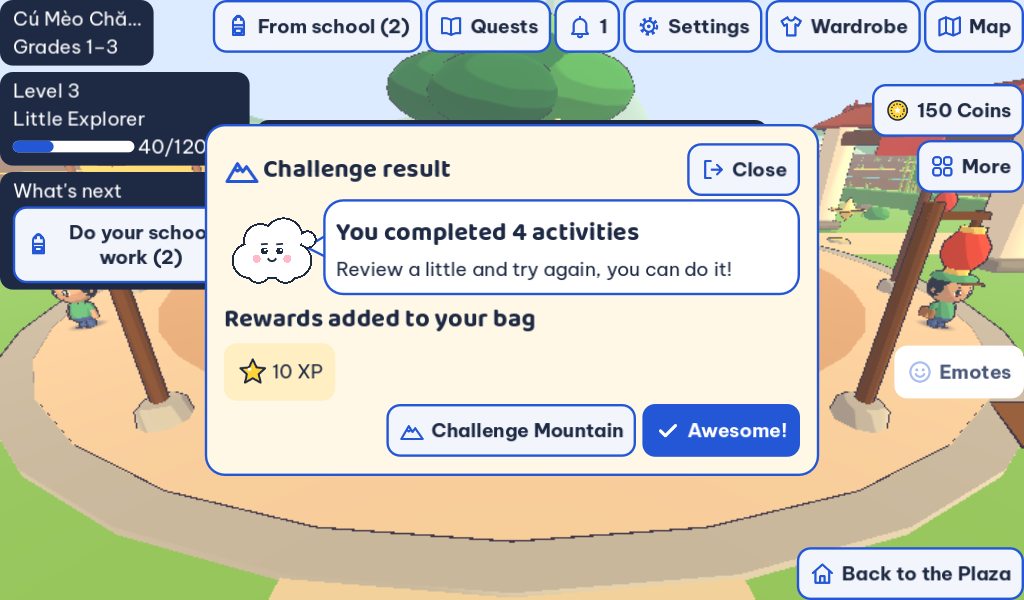 Cú Mèo Chă...
Grades 1–3
From school (2)
Quests
1
Settings
Wardrobe
Map
Level 3
Little Explorer
40/120
150 Coins
More
What's next
Do your schoo
work (2)
Challenge result
Close
You completed 4 activities
Review a little and try again, you can do it!
Rewards added to your bag
10 XP
Challenge Mountain
Awesome!
Emotes
Back to the Plaza